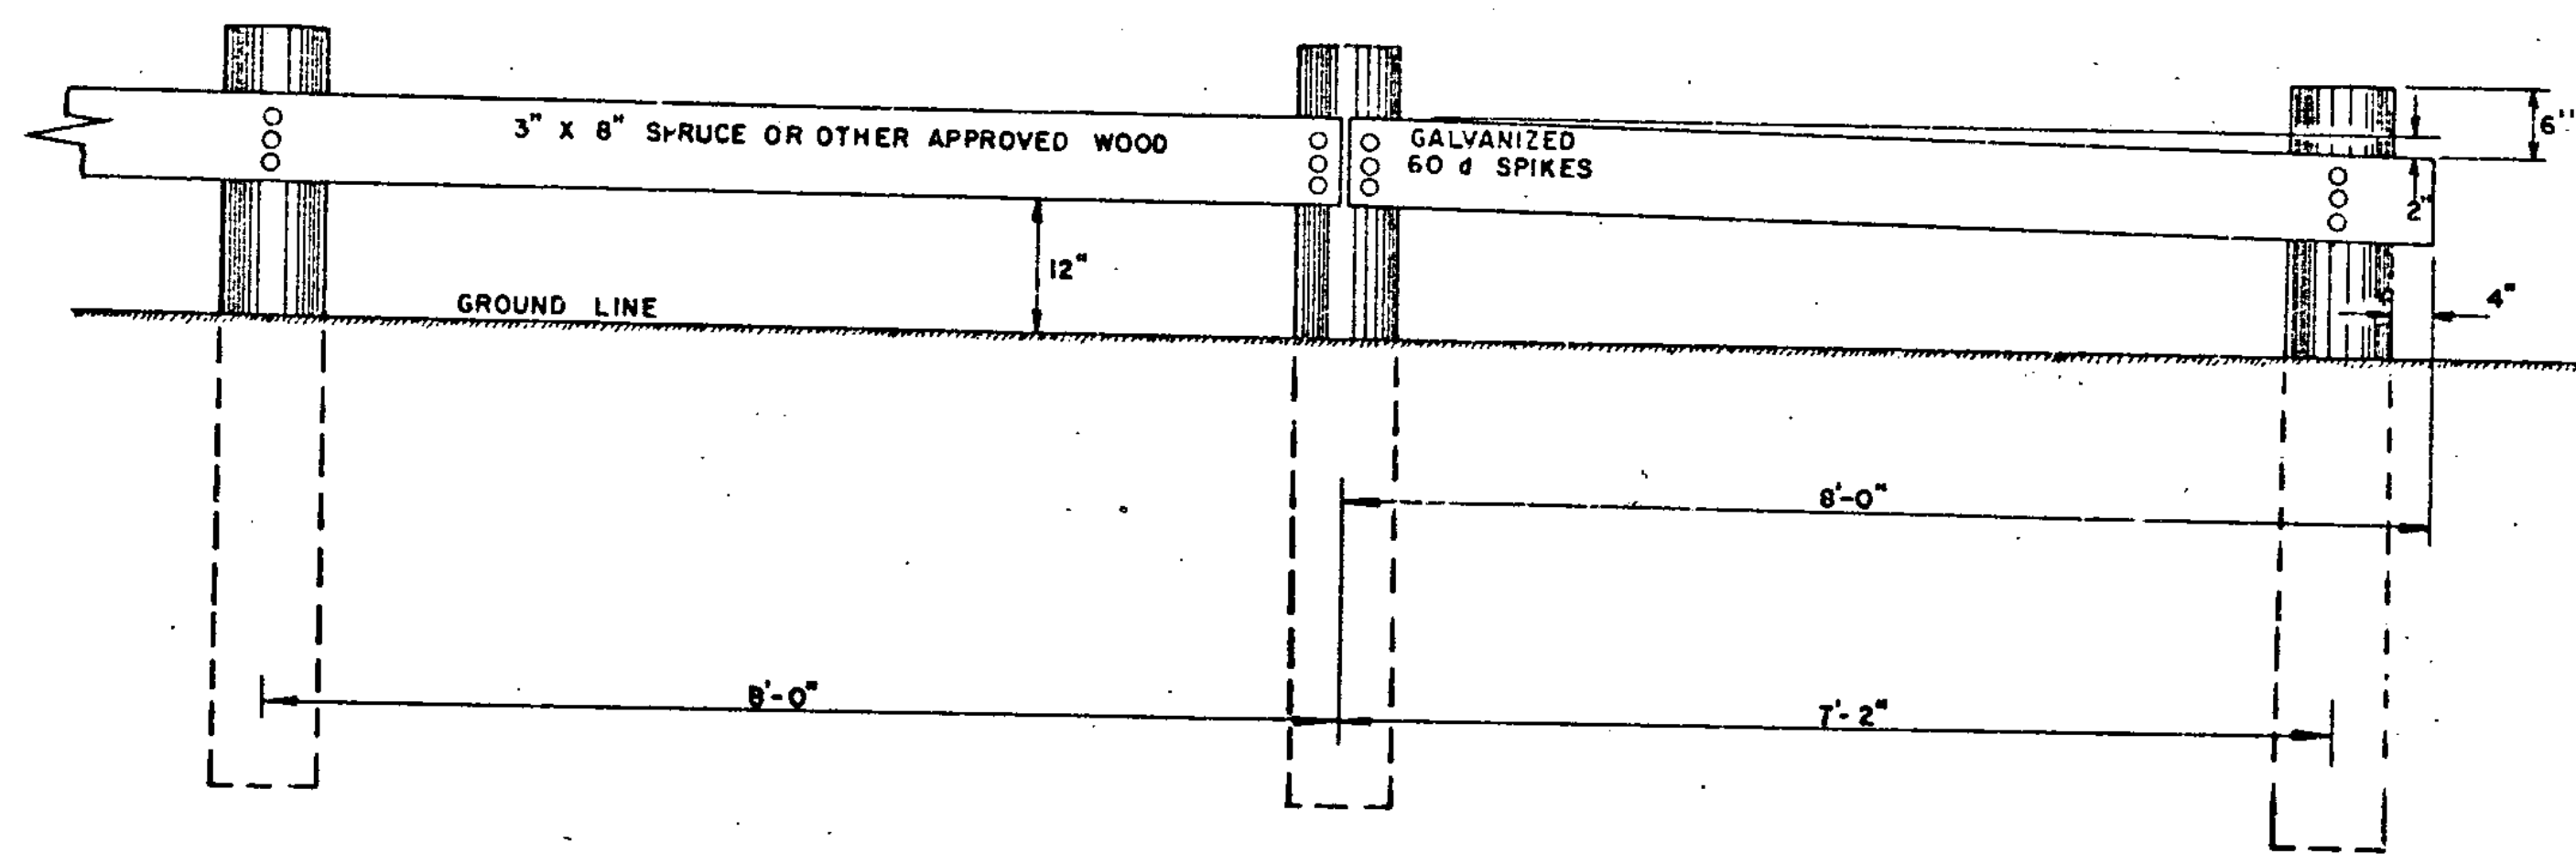 3" X 8" SPRUCE OR OTHER APPROVED WOOD
GALVANIZED
60 d SPIKES
6"
2"
12"
GROUND LINE
4"
8'-0"
8'-0"
7'-2"